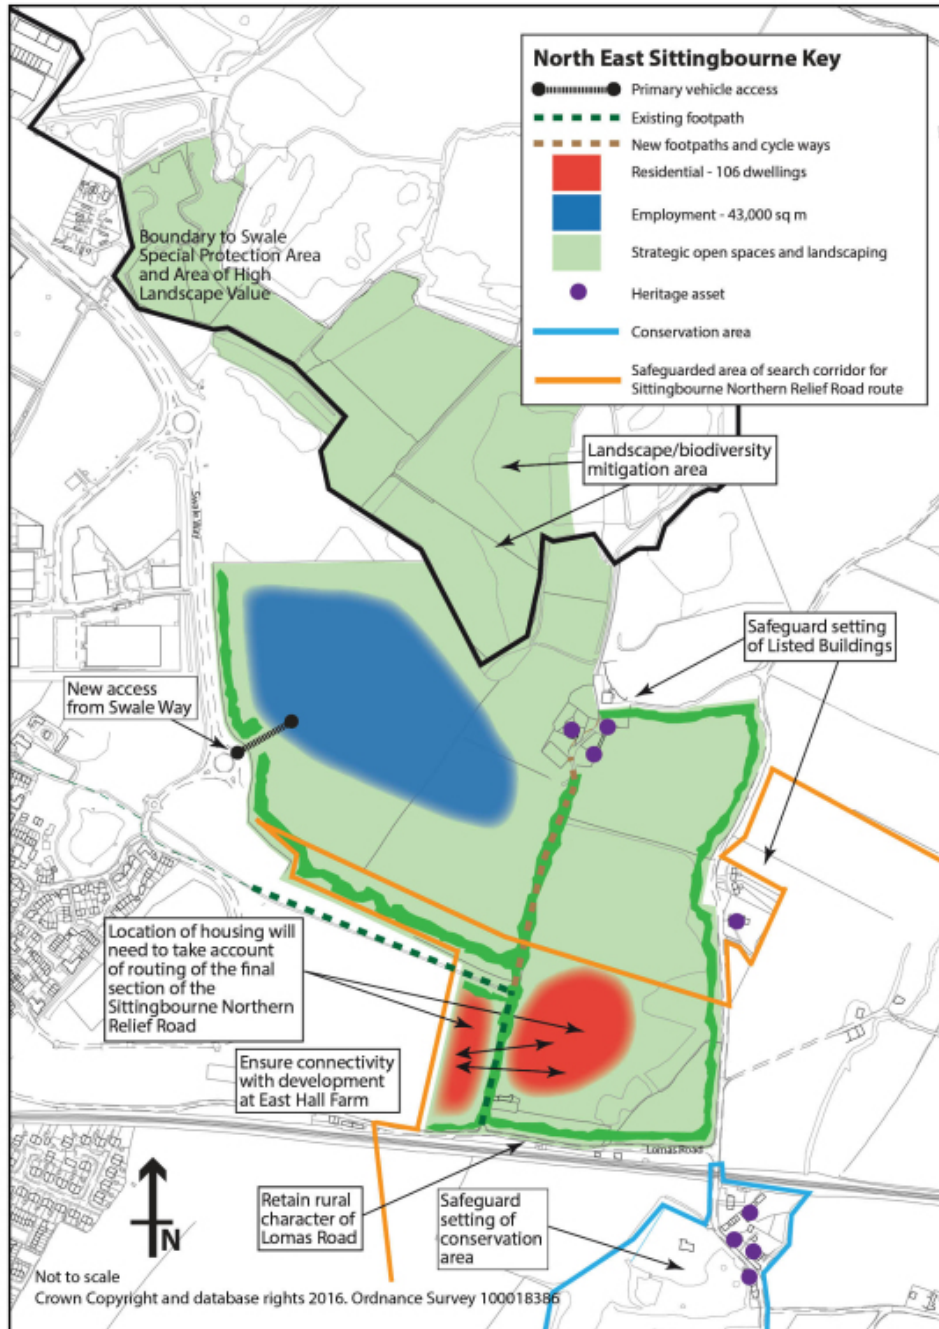 North East Sittingbourne Key
Primary vehicle access
Existing footpath
New footpaths and cycle ways
Residential - 106 dwellings
Employment - 43,000 sq m
Strategic open spaces and landscaping
Heritage asset
Conservation area
Safeguarded area of search corridor for
Sittingbourne Northern Relief Road route
Boundary to Swale
Special Protection Area
and Area of High
Landscape Value
Landscape/biodiversity
mitigation area
Swale Way
Safeguard setting
of Listed Buildings
New access
from Swale Way
Location of housing will
need to take account
of routing of the final
section of the
Sittingbourne Northern
Relief Road
Ensure connectivity
with development
at East Hall Farm
Lomas Road
Retain rural
character of
Lomas Road
Safeguard
setting of
conservation
area
N
Not to scale
Crown Copyright and database rights 2016. Ordnance Survey 100018386